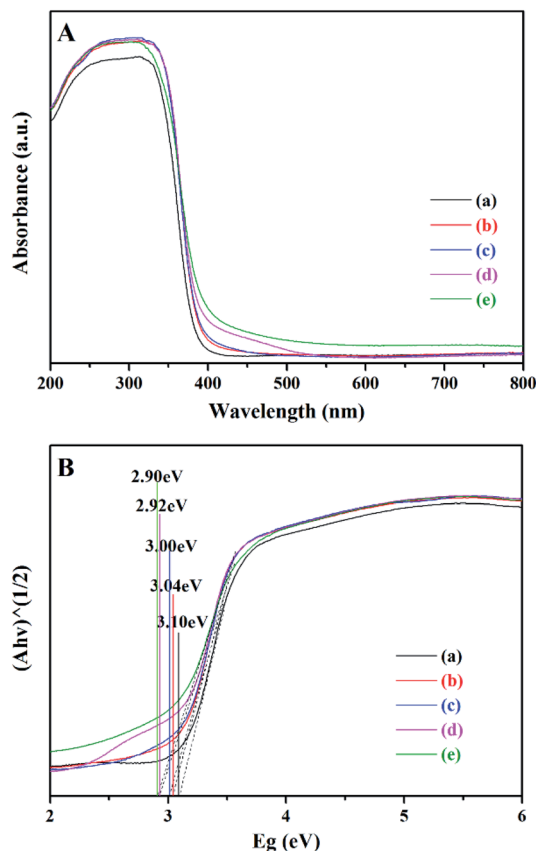 A
Absorbance (a.u.)
(a)
(b)
(c)
(d)
(e)
200 300 400 500 600 700 800
Wavelength (nm)
B
2.90eV
2.92eV
3.00eV
3.04eV
3.10eV
(Ahv)^(1/2)
(a)
(b)
(c)
(d)
(e)
2 3 4 5 6
Eg (eV)